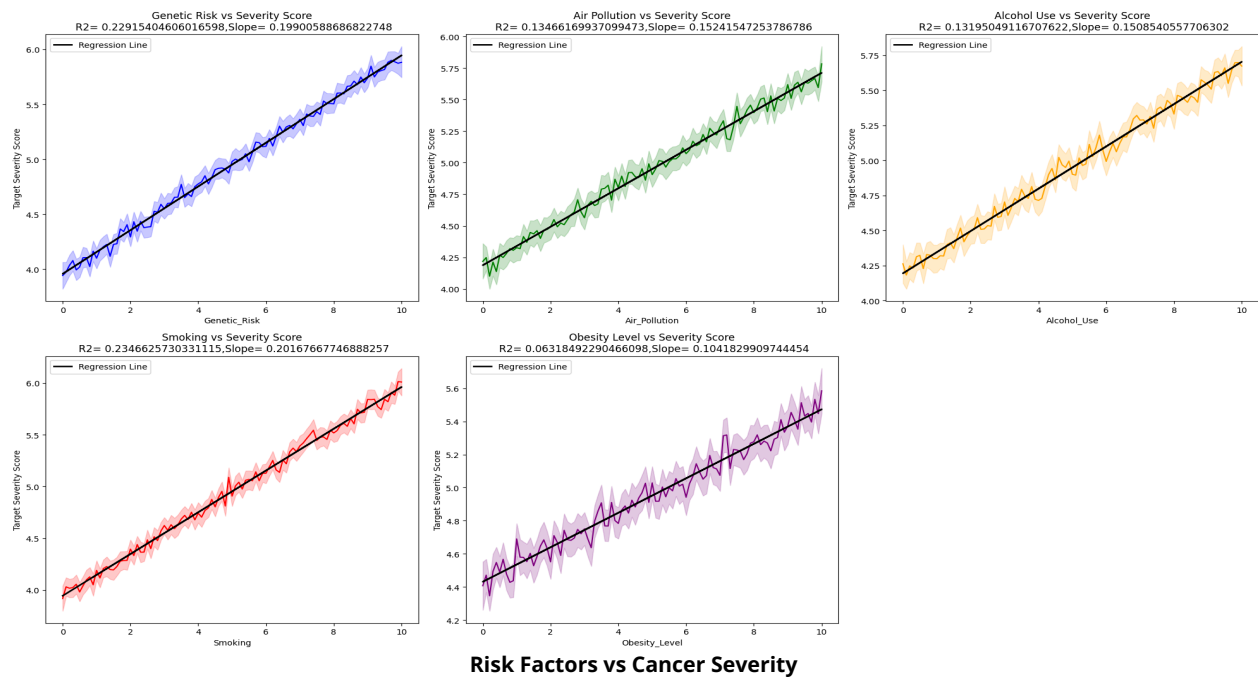 Genetic Risk vs Severity Score
R2= 0.22915404606016598,Slope= 0.19900588686822748
Regression Line
Target Severity Score
6.0
5.5
5.0
4.5
4.0
0 2 4 6 8 10
Genetic_Risk
Air Pollution vs Severity Score
R2= 0.13466169937099473,Slope= 0.15241547253786786
Regression Line
Target Severity Score
6.00
5.75
5.50
5.25
5.00
4.75
4.50
4.25
4.00
0 2 4 6 8 10
Air_Pollution
Alcohol Use vs Severity Score
R2= 0.13195049116707622,Slope= 0.1508540557706302
Regression Line
Target Severity Score
5.75
5.50
5.25
5.00
4.75
4.50
4.25
4.00
0 2 4 6 8 10
Alcohol_Use
Smoking vs Severity Score
R2= 0.2346625730331115,Slope= 0.20167667746888257
Regression Line
Target Severity Score
6.0
5.5
5.0
4.5
4.0
0 2 4 6 8 10
Smoking
Obesity Level vs Severity Score
R2= 0.06318492290466098,Slope= 0.1041829909744454
Regression Line
Target Severity Score
5.6
5.4
5.2
5.0
4.8
4.6
4.4
4.2
0 2 4 6 8 10
Obesity_Level
Risk Factors vs Cancer Severity